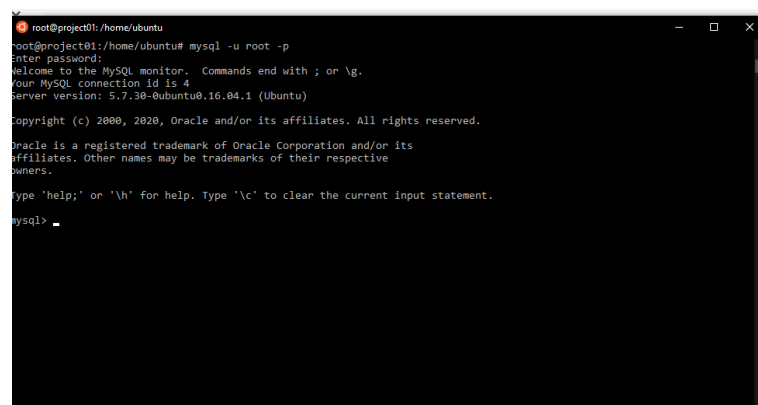 root@project01: /home/ubuntu
root@project01:/home/ubuntu# mysql -u root -p
Enter password:
Welcome to the MySQL monitor.  Commands end with ; or \g.
Your MySQL connection id is 4
Server version: 5.7.30-0ubuntu0.16.04.1 (Ubuntu)
Copyright (c) 2000, 2020, Oracle and/or its affiliates. All rights reserved.
Oracle is a registered trademark of Oracle Corporation and/or its
affiliates. Other names may be trademarks of their respective
owners.
Type 'help;' or '\h' for help. Type '\c' to clear the current input statement.
mysql>